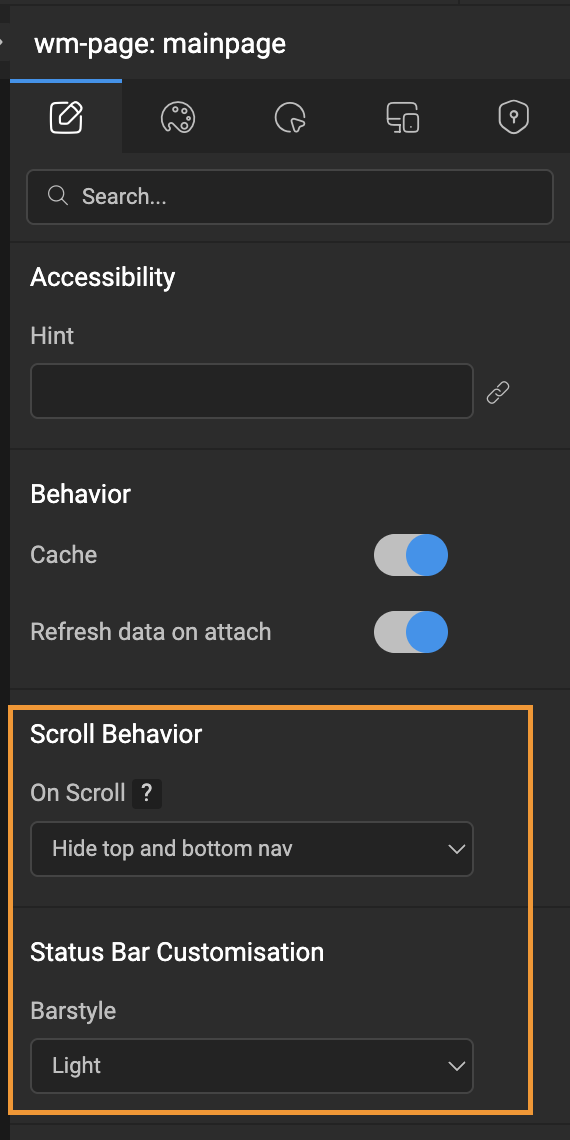 wm-page: mainpage
Search...
Accessibility
Hint
Behavior
Cache
Refresh data on attach
Scroll Behavior
On Scroll ?
Hide top and bottom nav
Status Bar Customisation
Barstyle
Light